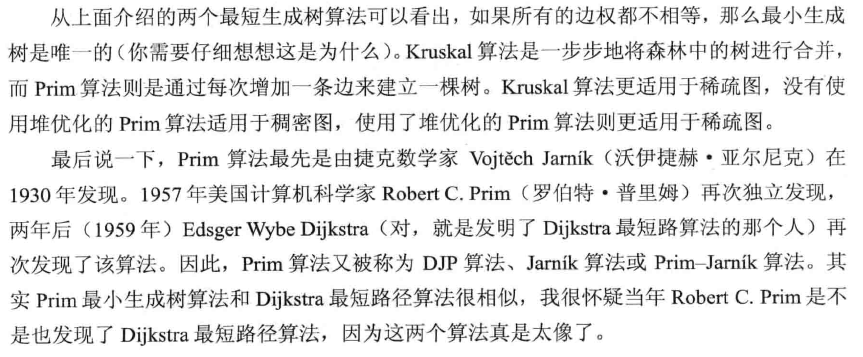 从上面介绍的两个最短生成树算法可以看出，如果所有的边权都不相等，那么最小生成
树是唯一的（你需要仔细想想这是为什么）。Kruskal 算法是一步步地将森林中的树进行合并，
而 Prim 算法则是通过每次增加一条边来建立一棵树。Kruskal 算法更适用于稀疏图，没有使
用堆优化的 Prim 算法适用于稠密图，使用了堆优化的 Prim 算法则更适用于稀疏图。
最后说一下，Prim 算法最先是由捷克数学家 Vojtěch Jarník（沃伊捷赫·亚尔尼克）在
1930 年发现。1957 年美国计算机科学家 Robert C. Prim（罗伯特·普里姆）再次独立发现，
两年后（1959 年）Edsger Wybe Dijkstra（对，就是发明了 Dijkstra 最短路算法的那个人）再
次发现了该算法。因此，Prim 算法又被称为 DJP 算法、Jarník 算法或 Prim–Jarník 算法。其
实 Prim 最小生成树算法和 Dijkstra 最短路径算法很相似，我很怀疑当年 Robert C. Prim 是不
是也发现了 Dijkstra 最短路径算法，因为这两个算法真是太像了。